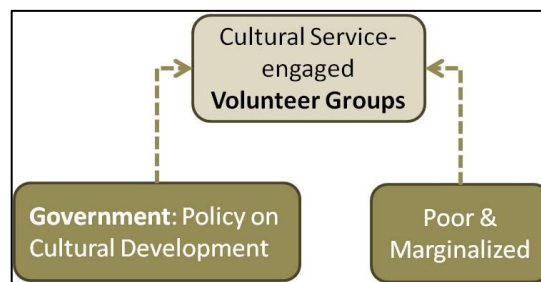 Cultural Service-
engaged
Volunteer Groups
Government: Policy on
Cultural Development
Poor &
Marginalized